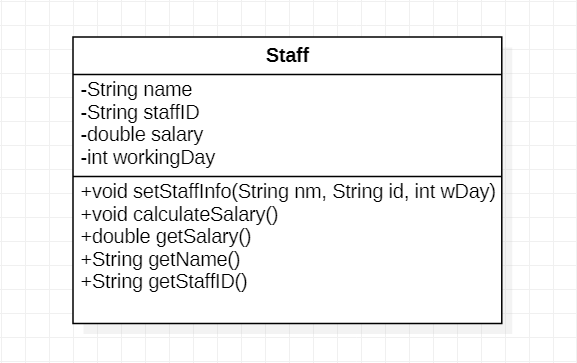 Staff
-String name
-String staffID
-double salary
-int workingDay
+void setStaffInfo(String nm, String id, int wDay)
+void calculateSalary()
+double getSalary()
+String getName()
+String getStaffID()